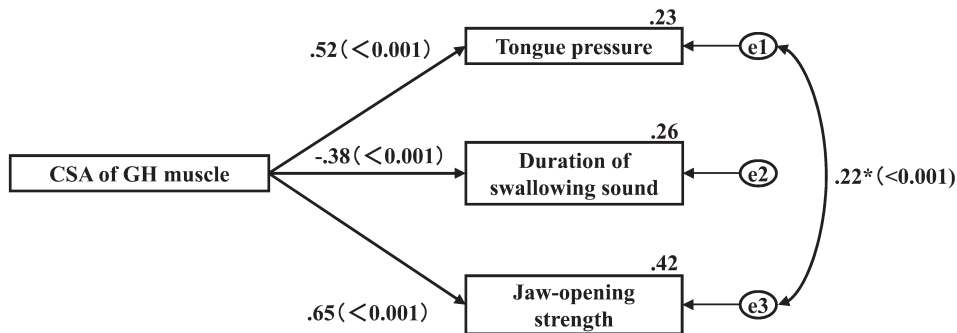 .23
.52(<0.001)
Tongue pressure
e1
.26
-.38(<0.001)
CSA of GH muscle
Duration of
swallowing sound
e2
.22*(<0.001)
.42
.65(<0.001)
Jaw-opening
strength
e3